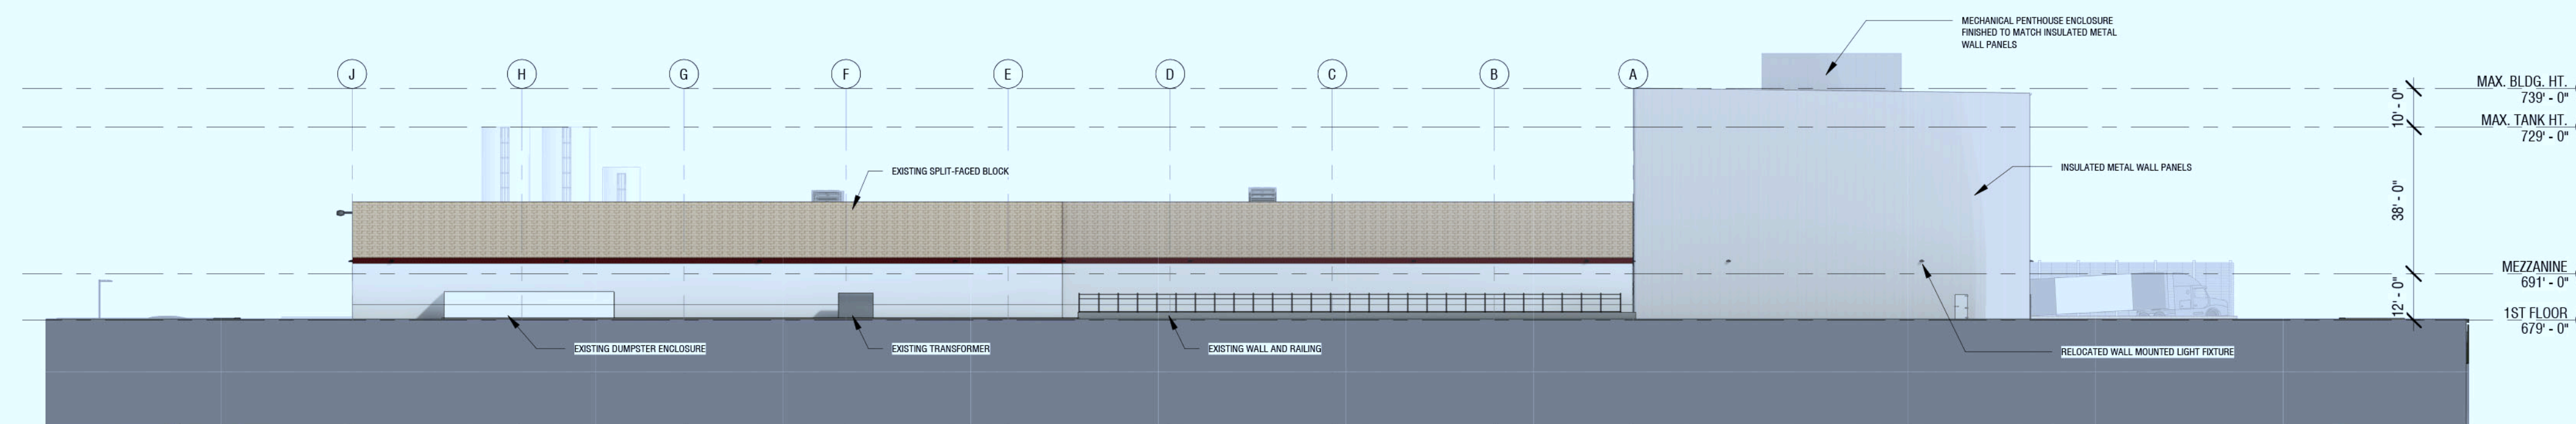 MECHANICAL PENTHOUSE ENCLOSURE
FINISHED TO MATCH INSULATED METAL
WALL PANELS
J
H
G
F
E
D
C
B
A
MAX. BLDG. HT.
739' - 0"
10' - 0"
MAX. TANK HT.
729' - 0"
EXISTING SPLIT-FACED BLOCK
INSULATED METAL WALL PANELS
38' - 0"
MEZZANINE
691' - 0"
12' - 0"
1ST FLOOR
679' - 0"
EXISTING DUMPSTER ENCLOSURE
EXISTING TRANSFORMER
EXISTING WALL AND RAILING
RELOCATED WALL MOUNTED LIGHT FIXTURE